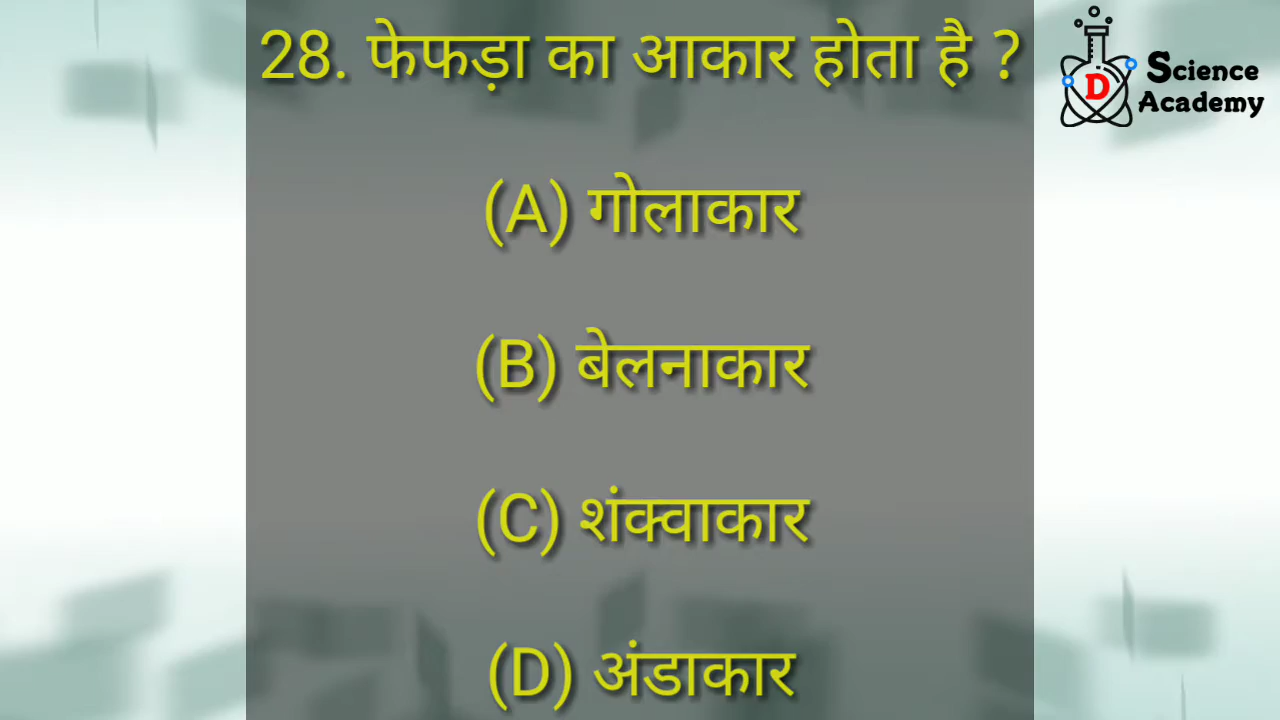 28. फेफड़ा का आकार होता है ?
(A) गोलाकार
(B) बेलनाकार
(C) शंक्वाकार
(D) अंडाकार
D Science
Academy